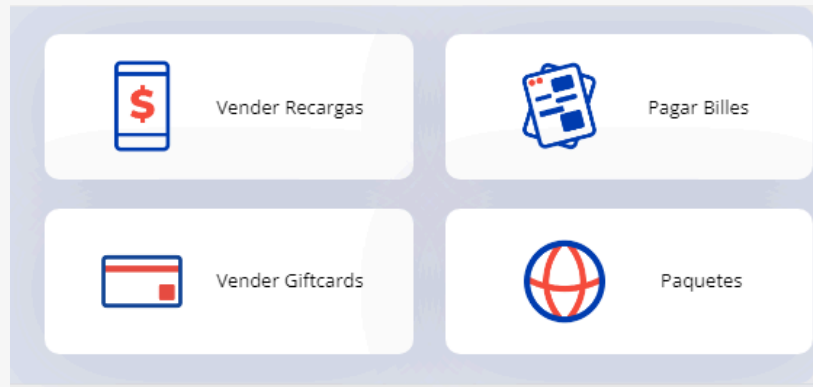 Vender Recargas
Pagar Billes
Vender Giftcards
Paquetes